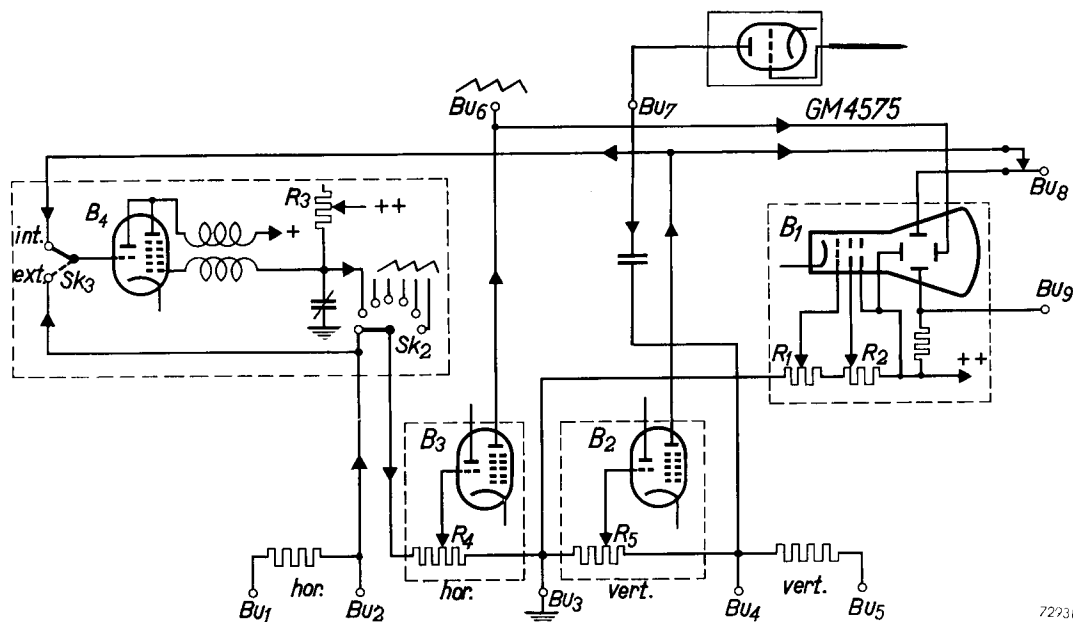 Bu6
Bu7
GM4575
Bu8
B4
R3
++
int.
+
B1
ext.
Sk3
Bu9
Sk2
R1
R2
++
B3
B2
R4
R5
hor.
hor.
Bu3
vert.
vert.
Bu1
Bu2
Bu4
Bu5